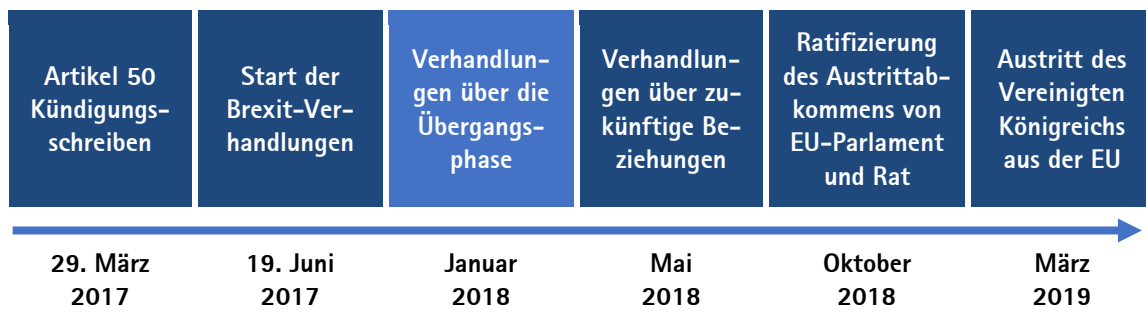 Artikel 50
Kündigungs-
schreiben
Start der
Brexit-Ver-
handlungen
Verhandlun-
gen über die
Übergangs-
phase
Verhandlun-
gen über zu-
künftige Be-
ziehungen
Ratifizierung
des Austrittab-
kommens von
EU-Parlament
und Rat
Austritt des
Vereinigten
Königreichs
aus der EU
29. März
2017
19. Juni
2017
Januar
2018
Mai
2018
Oktober
2018
März
2019